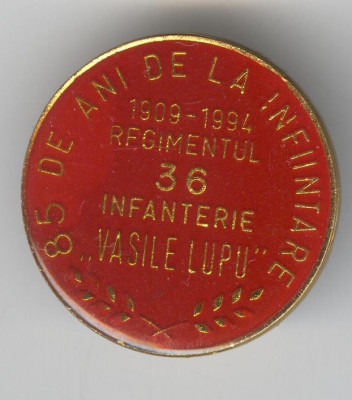 85 DE ANI DE LA INFIINTARE
1909-1994
REGIMENTUL
36
INFANTERIE
„VASILE LUPU"